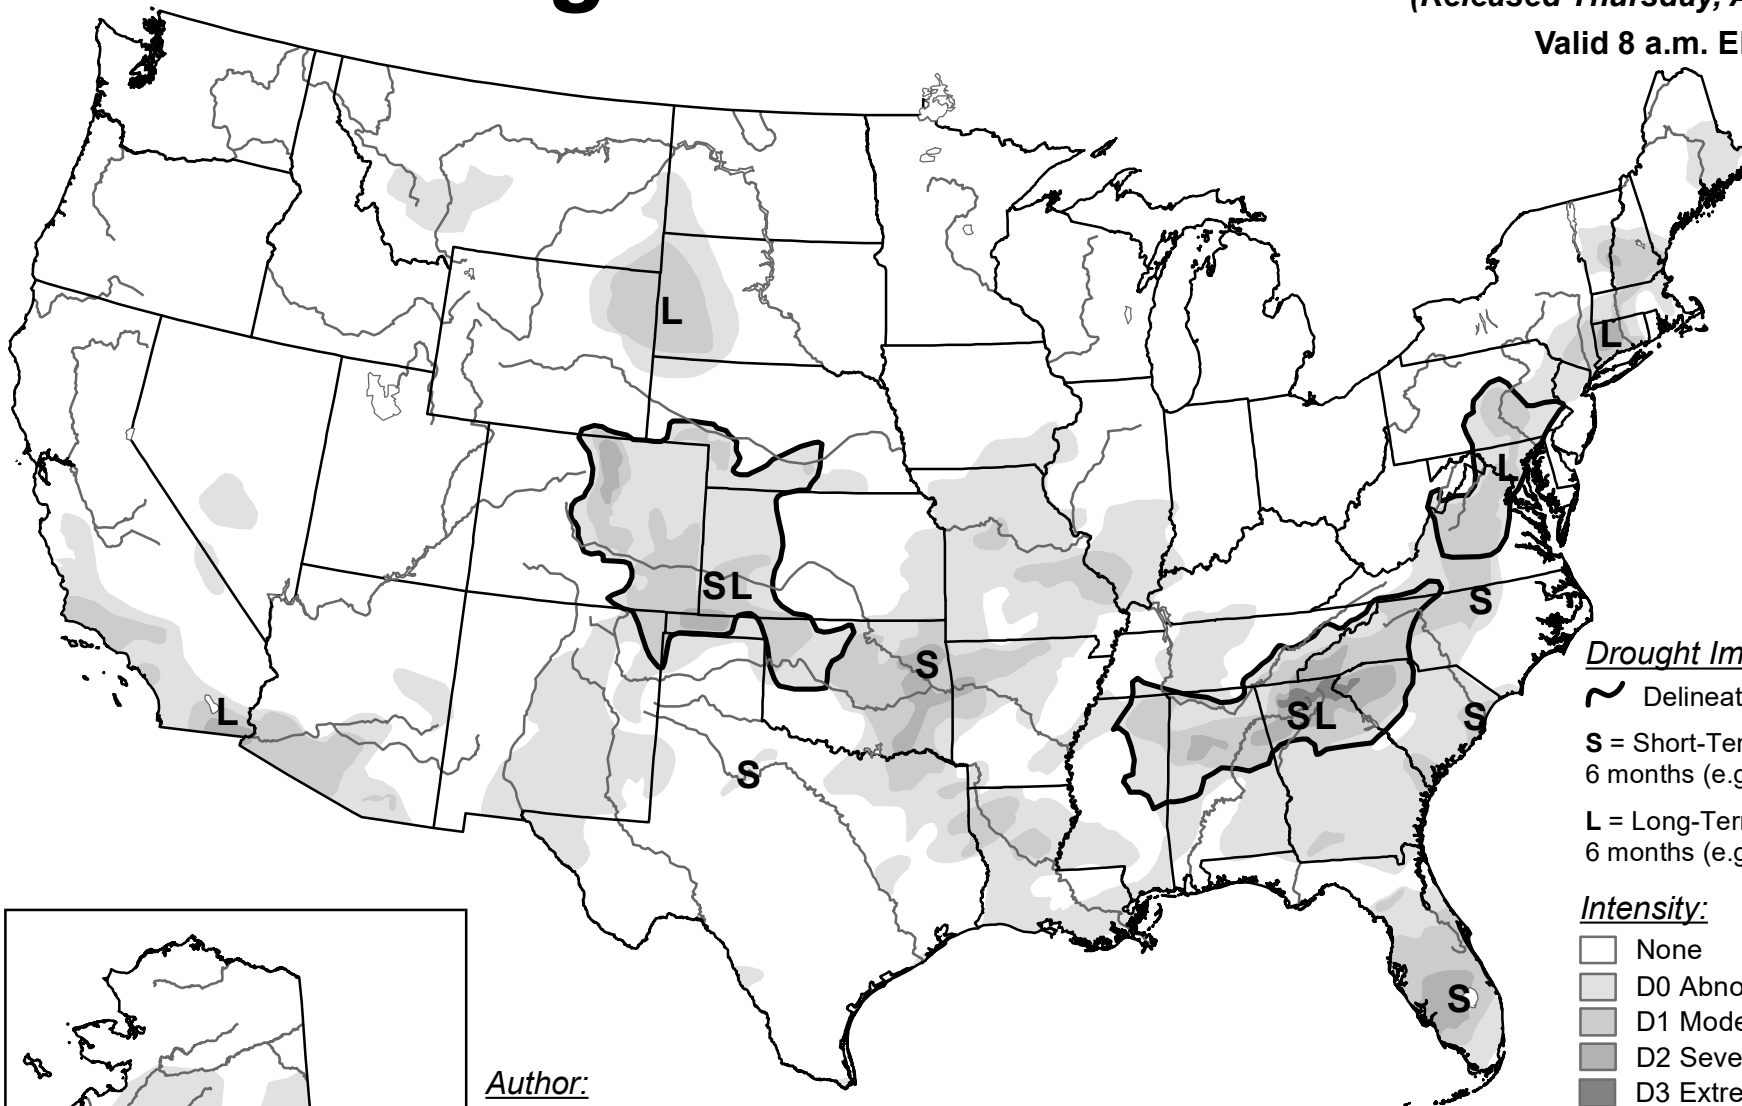 (Released Thursday, A
Valid 8 a.m. E
L
L
L
SL
S
S
L
SL
S
S
S
Drought Im
Delineat
S = Short-Ter
6 months (e.g
L = Long-Ter
6 months (e.g
Intensity:
None
D0 Abno
D1 Mode
D2 Seve
D3 Extre
Author: